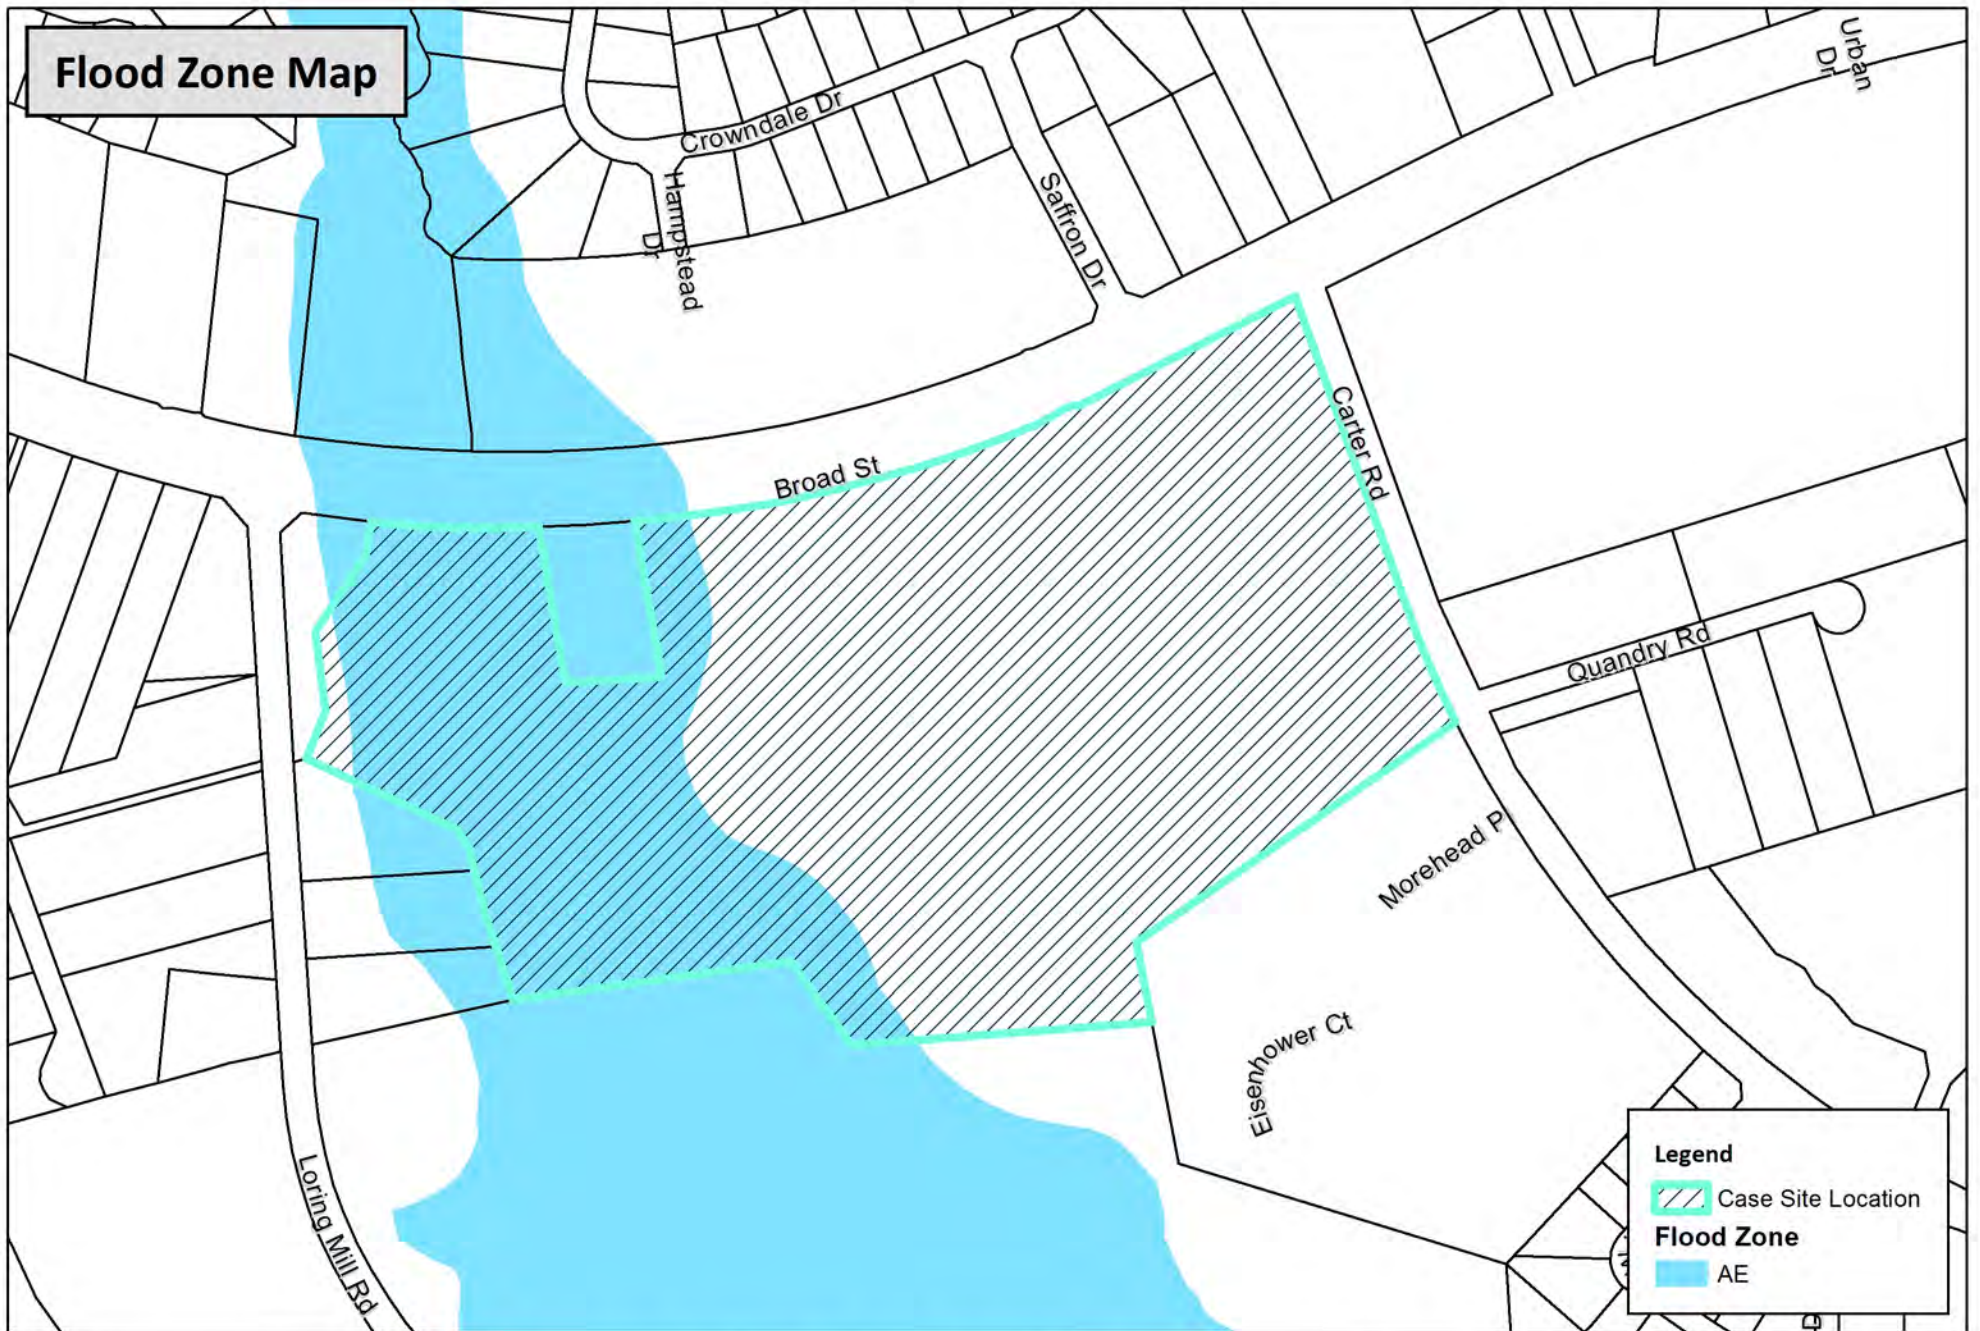 Flood Zone Map
Urban
Dr
Crowndale Dr
Hampstead
Dr
Saffron Dr
Broad St
Carter Rd
Quandry Rd
Morehead Pl
Eisenhower Ct
Loring Mill Rd
Legend
Case Site Location
Flood Zone
AE